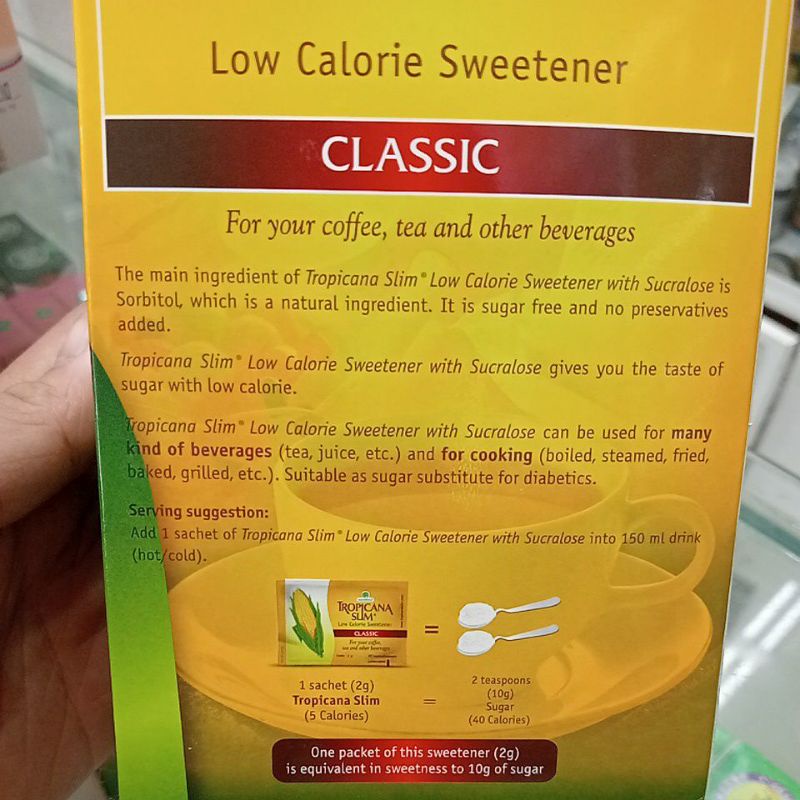 Low Calorie Sweetener
CLASSIC
For your coffee, tea and other beverages
The main ingredient of Tropicana Slim® Low Calorie Sweetener with Sucralose is
Sorbitol, which is a natural ingredient. It is sugar free and no preservatives
added.
Tropicana Slim® Low Calorie Sweetener with Sucralose gives you the taste of
sugar with low calorie.
Tropicana Slim® Low Calorie Sweetener with Sucralose can be used for many
kind of beverages (tea, juice, etc.) and for cooking (boiled, steamed, fried,
baked, grilled, etc.). Suitable as sugar substitute for diabetics.
Serving suggestion:
Add 1 sachet of Tropicana Slim® Low Calorie Sweetener with Sucralose into 150 ml drink
(hot/cold).
TROPICANA
SLIM
Low Calorie Sweetener
CLASSIC
For your coffee,
tea and other beverages
=
1 sachet (2g)
Tropicana Slim
(5 Calories)
=
2 teaspoons
(10g)
Sugar
(40 Calories)
One packet of this sweetener (2g)
is equivalent in sweetness to 10g of sugar